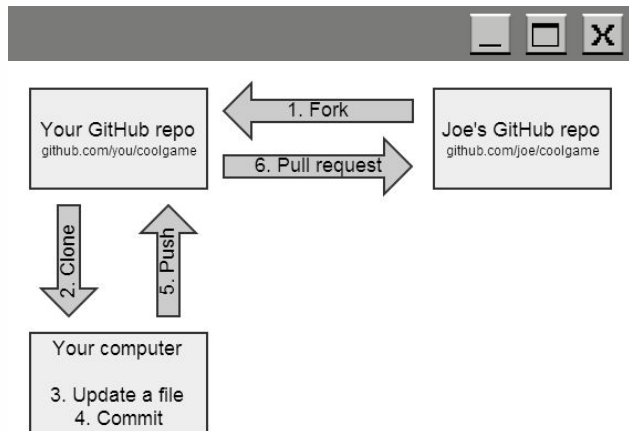 1. Fork
Your GitHub repo
github.com/you/coolgame
Joe's GitHub repo
github.com/joe/coolgame
6. Pull request
2. Clone
5. Push
Your computer
3. Update a file
4. Commit